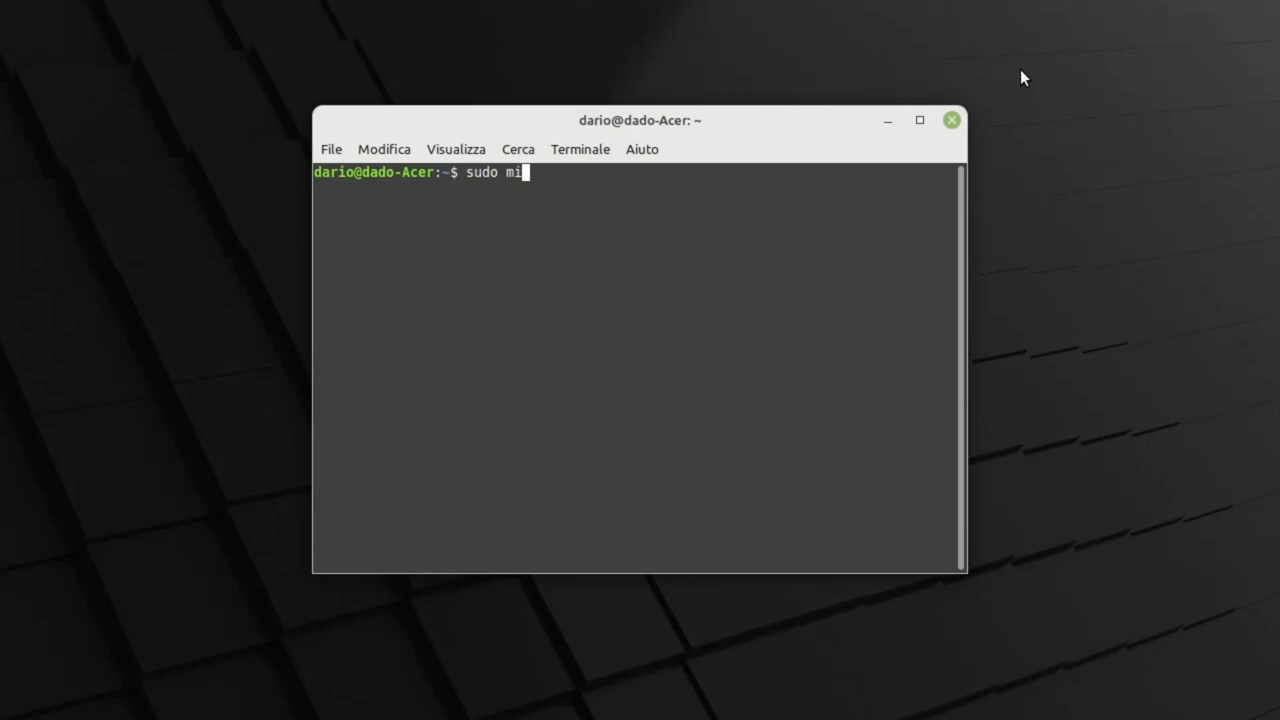 dario@dado-Acer: ~
File Modifica Visualizza Cerca Terminale Aiuto
dario@dado-Acer:~$ sudo mi